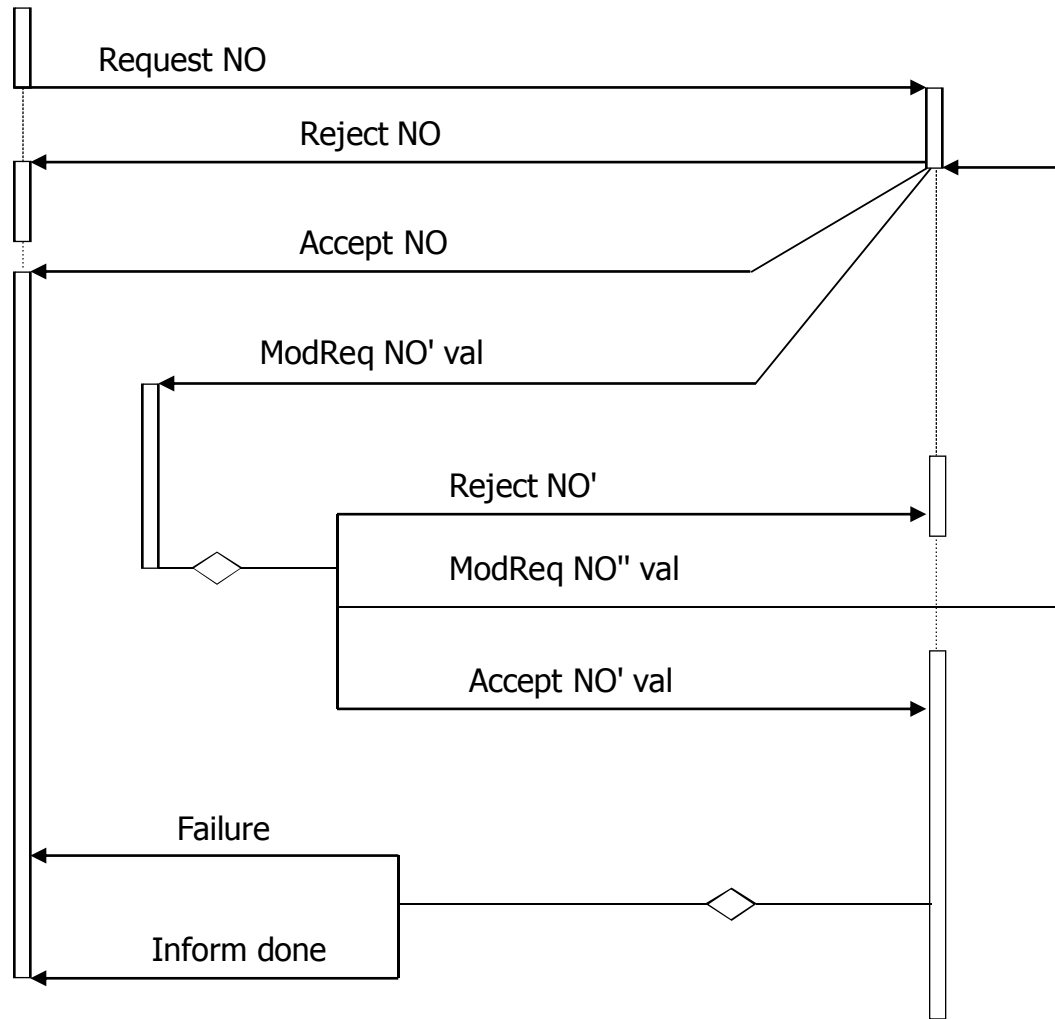 Request NO
Reject NO
Accept NO
ModReq NO' val
Reject NO'
ModReq NO" val
Accept NO' val
Failure
Inform done